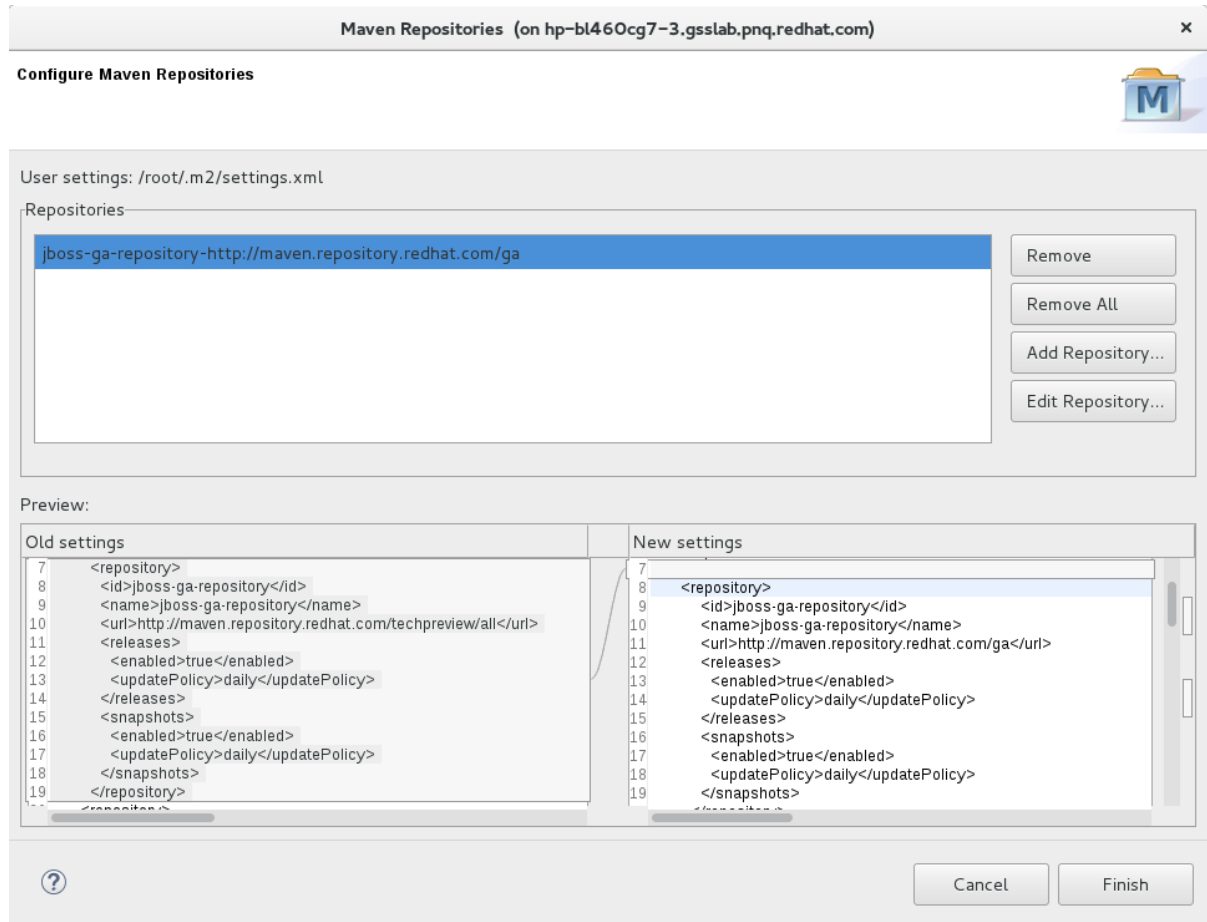 Maven Repositories (on hp-bl460cg7-3.gsslab.pnq.redhat.com)
×
Configure Maven Repositories
M
User settings: /root/.m2/settings.xml
Repositories
jboss-ga-repository-http://maven.repository.redhat.com/ga
Remove
Remove All
Add Repository...
Edit Repository...
Preview:
Old settings
7 <repository>
8 <id>jboss-ga-repository</id>
9 <name>jboss-ga-repository</name>
10 <url>http://maven.repository.redhat.com/techpreview/all</url>
11 <releases>
12 <enabled>true</enabled>
13 <updatePolicy>daily</updatePolicy>
14 </releases>
15 <snapshots>
16 <enabled>true</enabled>
17 <updatePolicy>daily</updatePolicy>
18 </snapshots>
19 </repository>
<repository>
New settings
7
8 <repository>
9 <id>jboss-ga-repository</id>
10 <name>jboss-ga-repository</name>
11 <url>http://maven.repository.redhat.com/ga</url>
12 <releases>
13 <enabled>true</enabled>
14 <updatePolicy>daily</updatePolicy>
15 </releases>
16 <snapshots>
17 <enabled>true</enabled>
18 <updatePolicy>daily</updatePolicy>
19 </snapshots>
</repository>
?
Cancel
Finish